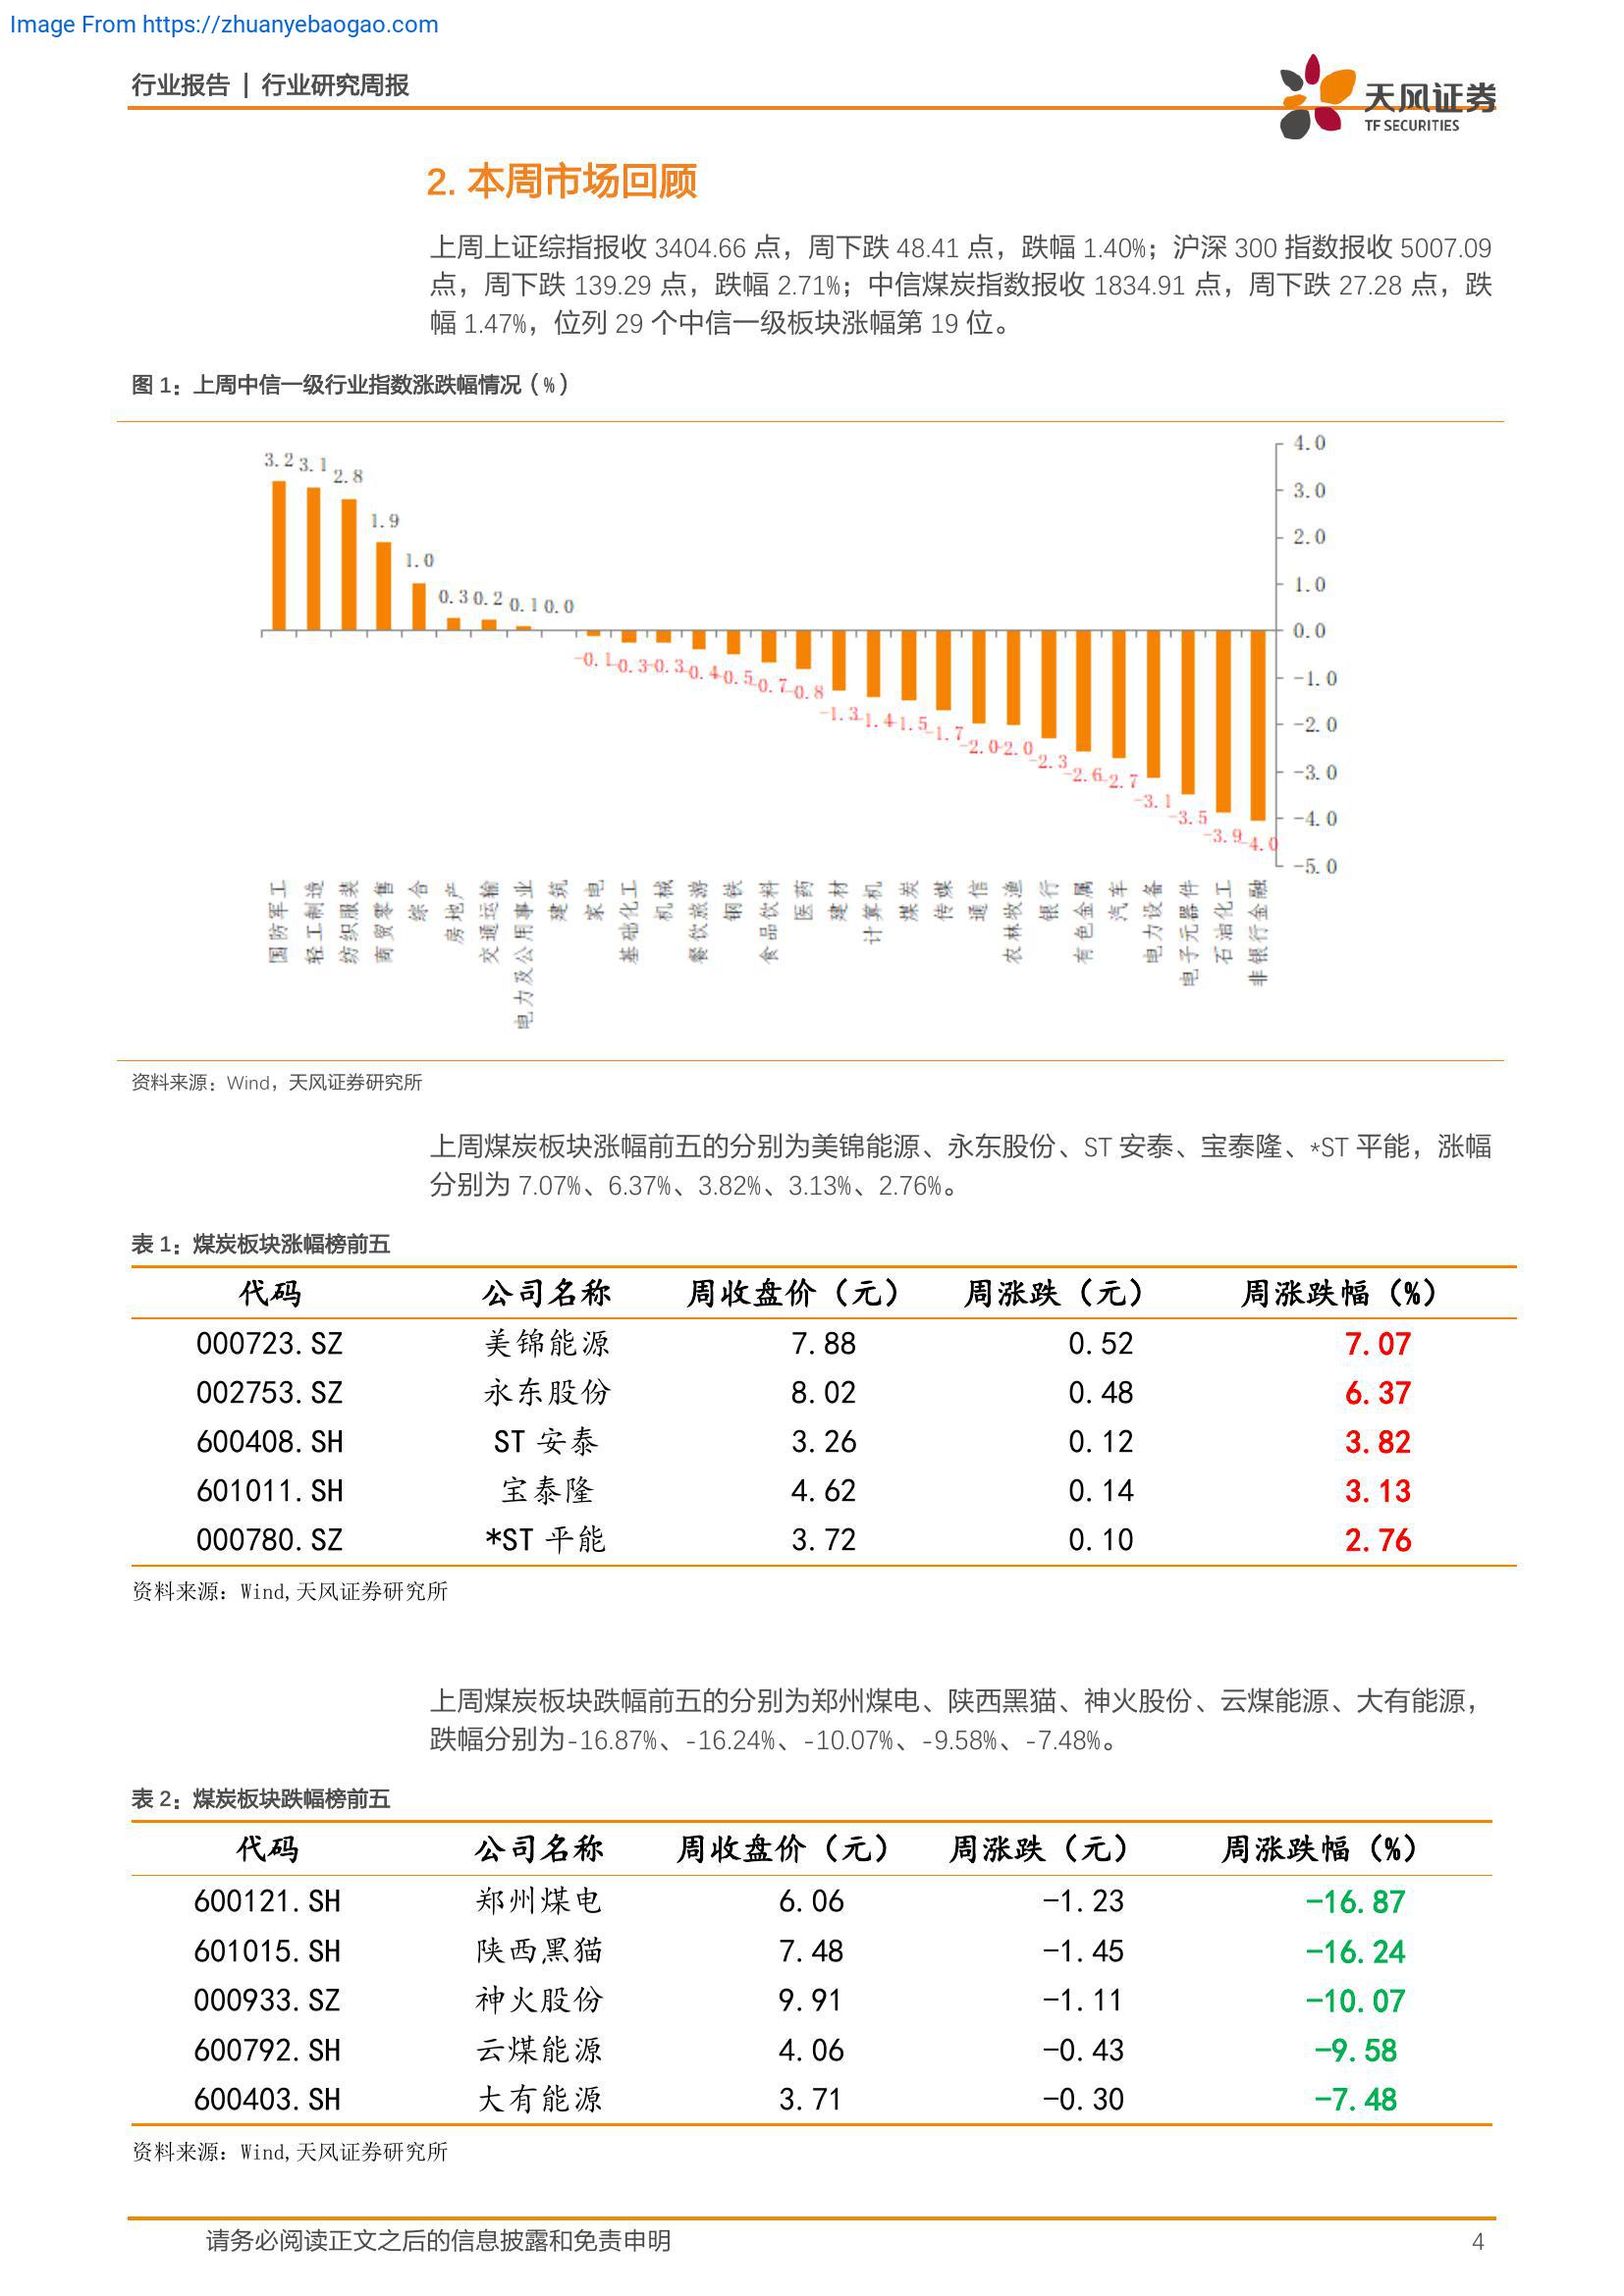 Image From https://zhuanyebaogao.com
行业报告 | 行业研究周报
天风证券
TF SECURITIES
2. 本周市场回顾
上周上证综指报收 3404.66 点，周下跌 48.41 点，跌幅 1.40%；沪深 300 指数报收 5007.09
点，周下跌 139.29 点，跌幅 2.71%；中信煤炭指数报收 1834.91 点，周下跌 27.28 点，跌
幅 1.47%，位列 29 个中信一级板块涨幅第 19 位。
图 1：上周中信一级行业指数涨跌幅情况（%）
3.2 3.1 2.8 1.9 1.0 0.3 0.2 0.1 0.0 -0.1 -0.3 -0.3 -0.4 -0.5 -0.7 -0.8 -1.3 -1.4 -1.5 -1.7 -2.0 -2.0 -2.3 -2.6 -2.7 -3.1 -3.5 -3.9 -4.0
4.0
3.0
2.0
1.0
0.0
-1.0
-2.0
-3.0
-4.0
-5.0
国防军工
轻工制造
纺织服装
商贸零售
综合
房地产
交通运输
电力及公用事业
建筑
家电
基础化工
机械
餐饮旅游
钢铁
食品饮料
医药
建材
计算机
煤炭
传媒
通信
农林牧渔
银行
有色金属
汽车
电力设备
电子元器件
石油化工
非银行金融
资料来源：Wind，天风证券研究所
上周煤炭板块涨幅前五的分别为美锦能源、永东股份、ST 安泰、宝泰隆、*ST 平能，涨幅
分别为 7.07%、6.37%、3.82%、3.13%、2.76%。
表 1：煤炭板块涨幅榜前五
代码 公司名称 周收盘价（元） 周涨跌（元） 周涨跌幅（%）
000723.SZ 美锦能源 7.88 0.52 7.07
002753.SZ 永东股份 8.02 0.48 6.37
600408.SH ST 安泰 3.26 0.12 3.82
601011.SH 宝泰隆 4.62 0.14 3.13
000780.SZ *ST 平能 3.72 0.10 2.76
资料来源：Wind,天风证券研究所
上周煤炭板块跌幅前五的分别为郑州煤电、陕西黑猫、神火股份、云煤能源、大有能源，
跌幅分别为-16.87%、-16.24%、-10.07%、-9.58%、-7.48%。
表 2：煤炭板块跌幅榜前五
代码 公司名称 周收盘价（元） 周涨跌（元） 周涨跌幅（%）
600121.SH 郑州煤电 6.06 -1.23 -16.87
601015.SH 陕西黑猫 7.48 -1.45 -16.24
000933.SZ 神火股份 9.91 -1.11 -10.07
600792.SH 云煤能源 4.06 -0.43 -9.58
600403.SH 大有能源 3.71 -0.30 -7.48
资料来源：Wind,天风证券研究所
请务必阅读正文之后的信息披露和免责申明 4